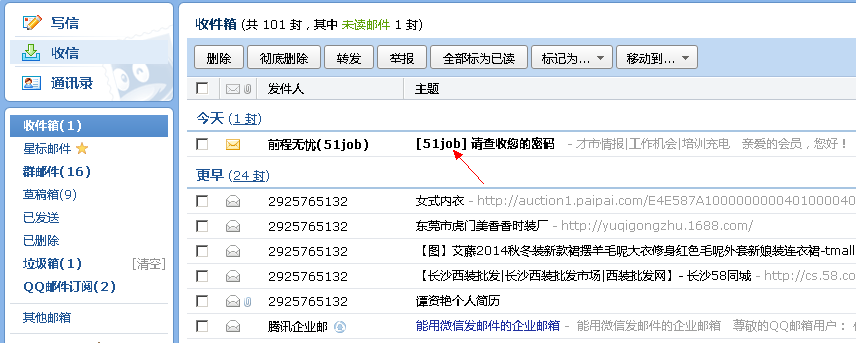 写信
收信
通讯录
收件箱(1)
星标邮件
群邮件(16)
草稿箱(9)
已发送
已删除
垃圾箱(1) [清空]
QQ邮件订阅(2)
其他邮箱
收件箱 (共 101 封 , 其中 未读邮件 1 封)
删除 彻底删除 转发 举报 全部标为已读 标记为... 移动到...
发件人 主题
今天 (1 封)
前程无忧(51job) [51job] 请查收您的密码 - 才市情报|工作机会|培训充电 亲爱的会员，您好！
更早 (24 封)
2925765132 女式内衣 - http://auction1.paipai.com/E4E587A10000000000401000040
2925765132 东莞市虎门美香香时装厂 - http://yuqigongzhu.1688.com/
2925765132 【图】艾藤2014秋冬装新款裙摆羊毛呢大衣修身红色毛呢外套新娘装连衣裙-tmall
2925765132 【长沙西装批发|长沙西装批发市场|西装批发网】- 长沙58同城 - http://cs.58.com
2925765132 谭资艳个人简历
腾讯企业邮 能用微信发邮件的企业邮箱 - 能用微信发邮件的企业邮箱 尊敬的QQ邮箱用户：